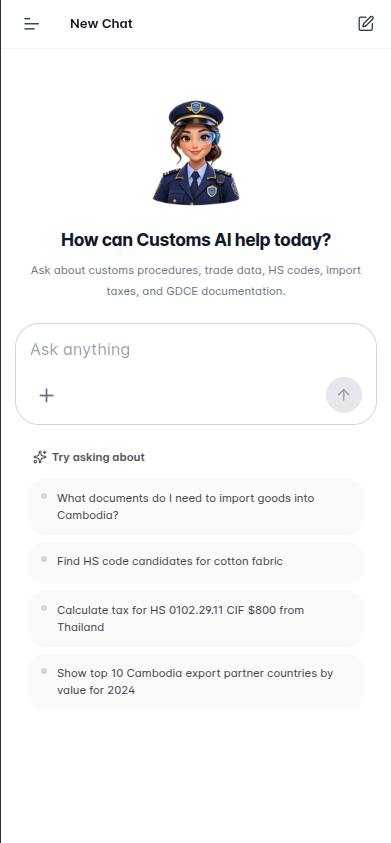 New Chat
How can Customs AI help today?
Ask about customs procedures, trade data, HS codes, import
taxes, and GDCE documentation.
Ask anything
Try asking about
What documents do I need to import goods into
Cambodia?
Find HS code candidates for cotton fabric
Calculate tax for HS 0102.29.11 CIF $800 from
Thailand
Show top 10 Cambodia export partner countries by
value for 2024